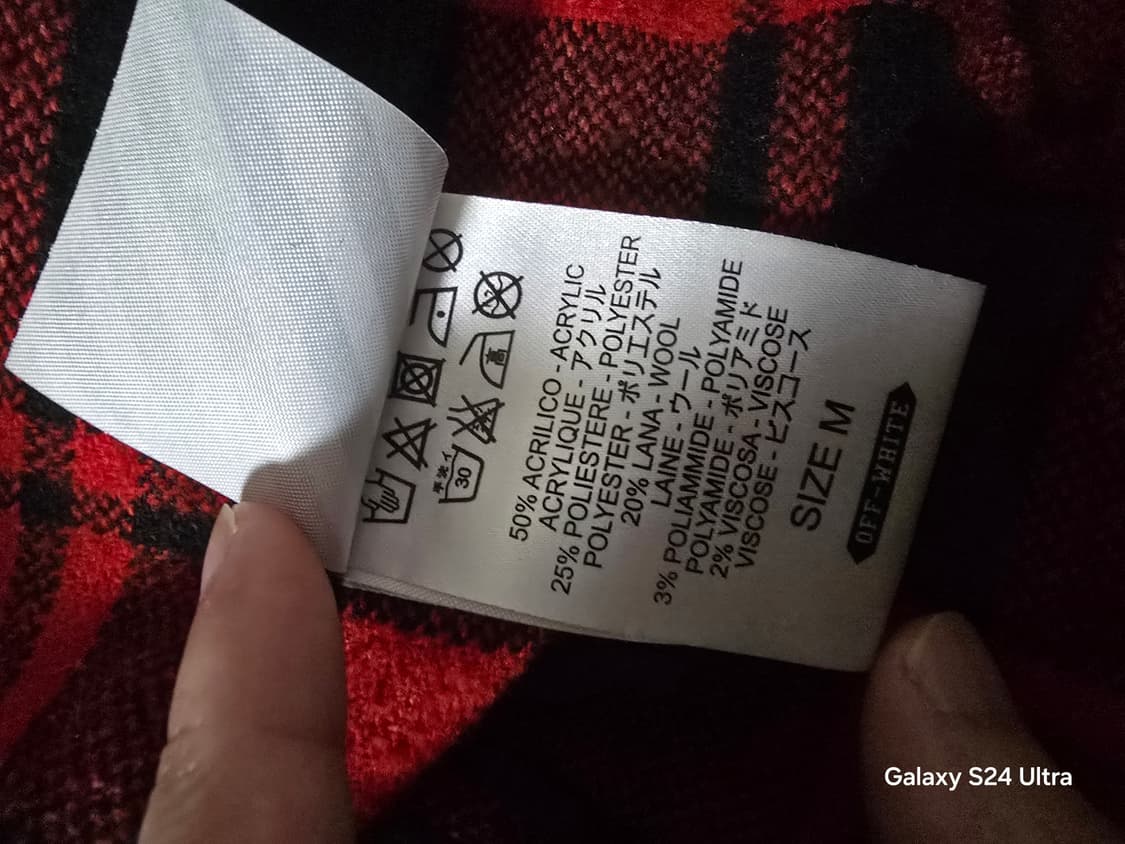 手洗イ
30
高
50% ACRILICO - ACRYLIC
ACRYLIQUE - アクリル
25% POLIESTERE - POLYESTER
POLYESTER - ポリエステル
20% LANA - WOOL
LAINE - ウール
3% POLIAMMIDE - POLYAMIDE
POLYAMIDE - ポリアミド
2% VISCOSA - VISCOSE
VISCOSE - ビスコース
SIZE M
OFF-WHITE
Galaxy S24 Ultra